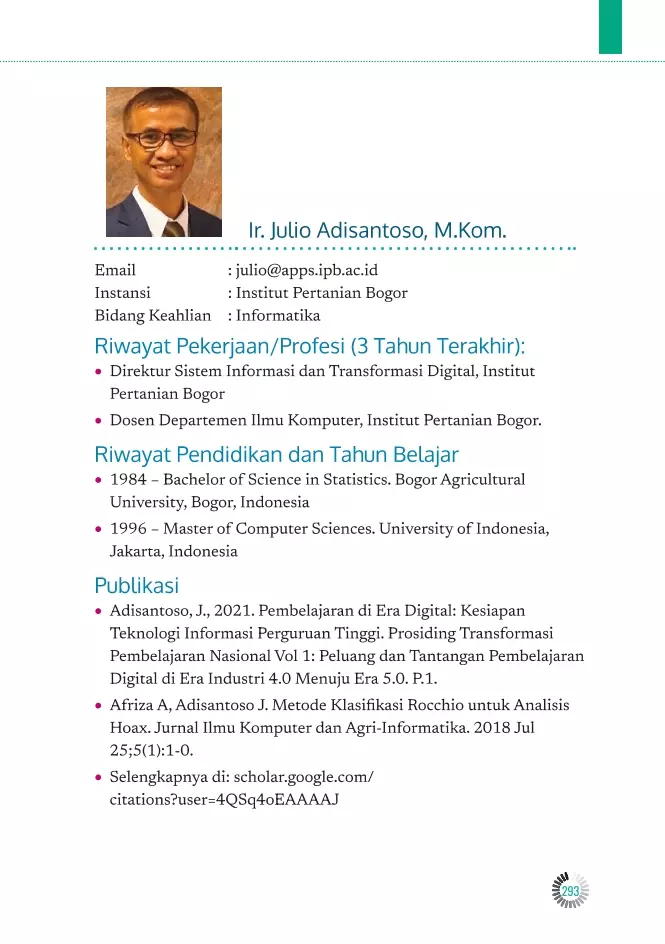 Ir. Julio Adisantoso, M.Kom.
Email : julio@apps.ipb.ac.id
Instansi : Institut Pertanian Bogor
Bidang Keahlian : Informatika
Riwayat Pekerjaan/Profesi (3 Tahun Terakhir):
• Direktur Sistem Informasi dan Transformasi Digital, Institut
Pertanian Bogor
• Dosen Departemen Ilmu Komputer, Institut Pertanian Bogor.
Riwayat Pendidikan dan Tahun Belajar
• 1984 – Bachelor of Science in Statistics. Bogor Agricultural
University, Bogor, Indonesia
• 1996 – Master of Computer Sciences. University of Indonesia,
Jakarta, Indonesia
Publikasi
• Adisantoso, J., 2021. Pembelajaran di Era Digital: Kesiapan
Teknologi Informasi Perguruan Tinggi. Prosiding Transformasi
Pembelajaran Nasional Vol 1: Peluang dan Tantangan Pembelajaran
Digital di Era Industri 4.0 Menuju Era 5.0. P.1.
• Afriza A, Adisantoso J. Metode Klasifikasi Rocchio untuk Analisis
Hoax. Jurnal Ilmu Komputer dan Agri-Informatika. 2018 Jul
25;5(1):1-0.
• Selengkapnya di: scholar.google.com/
citations?user=4QSq4oEAAAAJ
293